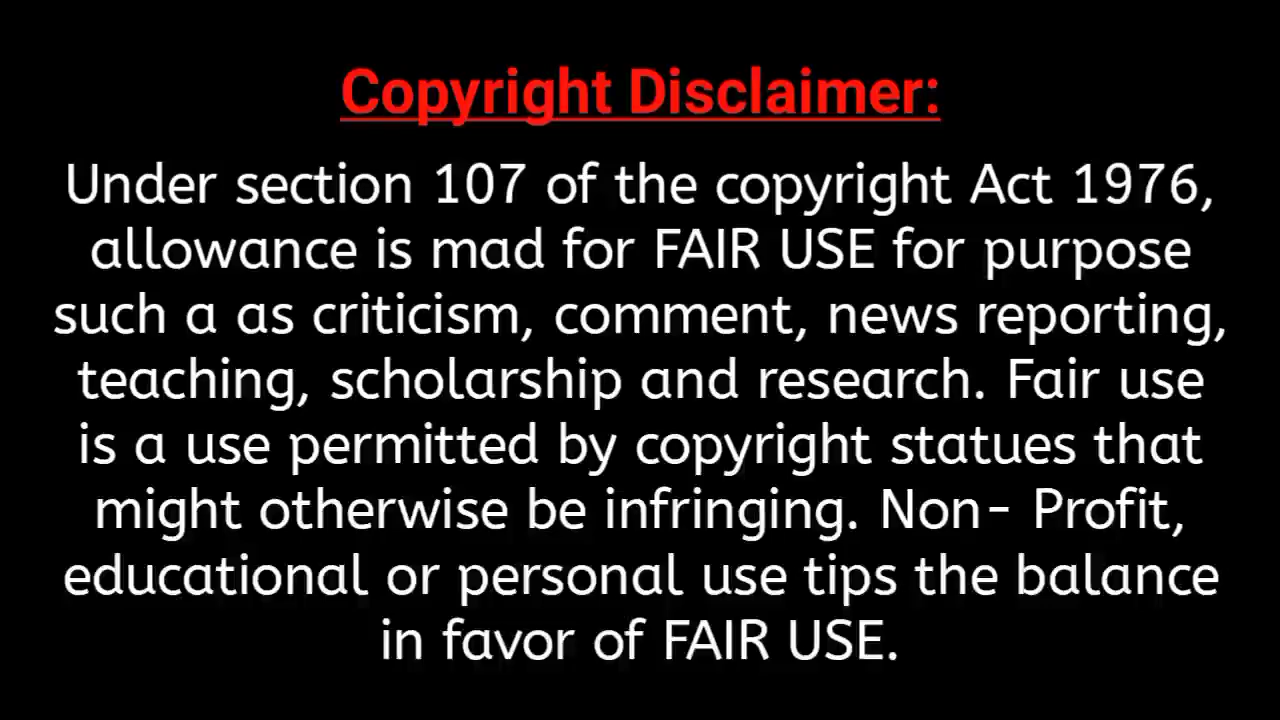 Copyright Disclaimer:
Under section 107 of the copyright Act 1976,
allowance is mad for FAIR USE for purpose
such a as criticism, comment, news reporting,
teaching, scholarship and research. Fair use
is a use permitted by copyright statues that
might otherwise be infringing. Non- Profit,
educational or personal use tips the balance
in favor of FAIR USE.